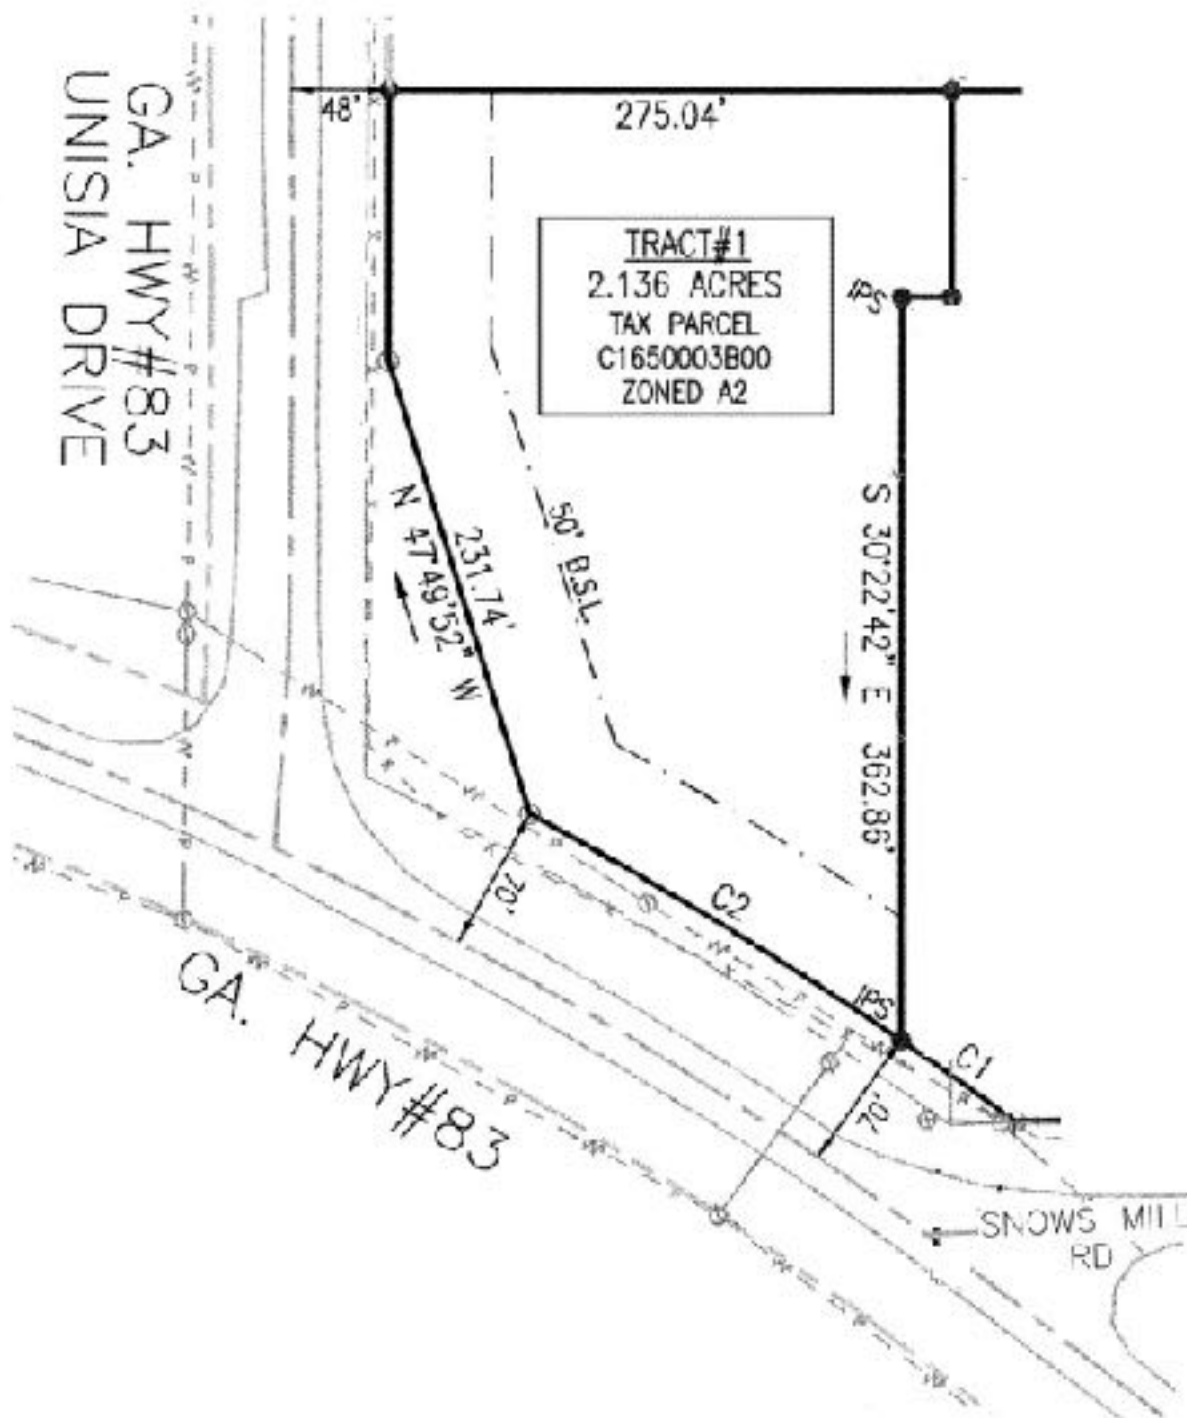 48'
275.04'
GA. HWY#83
UNISIA DRIVE
TRACT#1
2.136 ACRES
TAX PARCEL
C1650003B00
ZONED A2
IPS
S 30°22'42" E 362.86'
50' B.S.L.
231.74'
N 47°49'52" W
C2
70'
IPS
C1
70'
GA. HWY#83
SNOWS MILL
RD